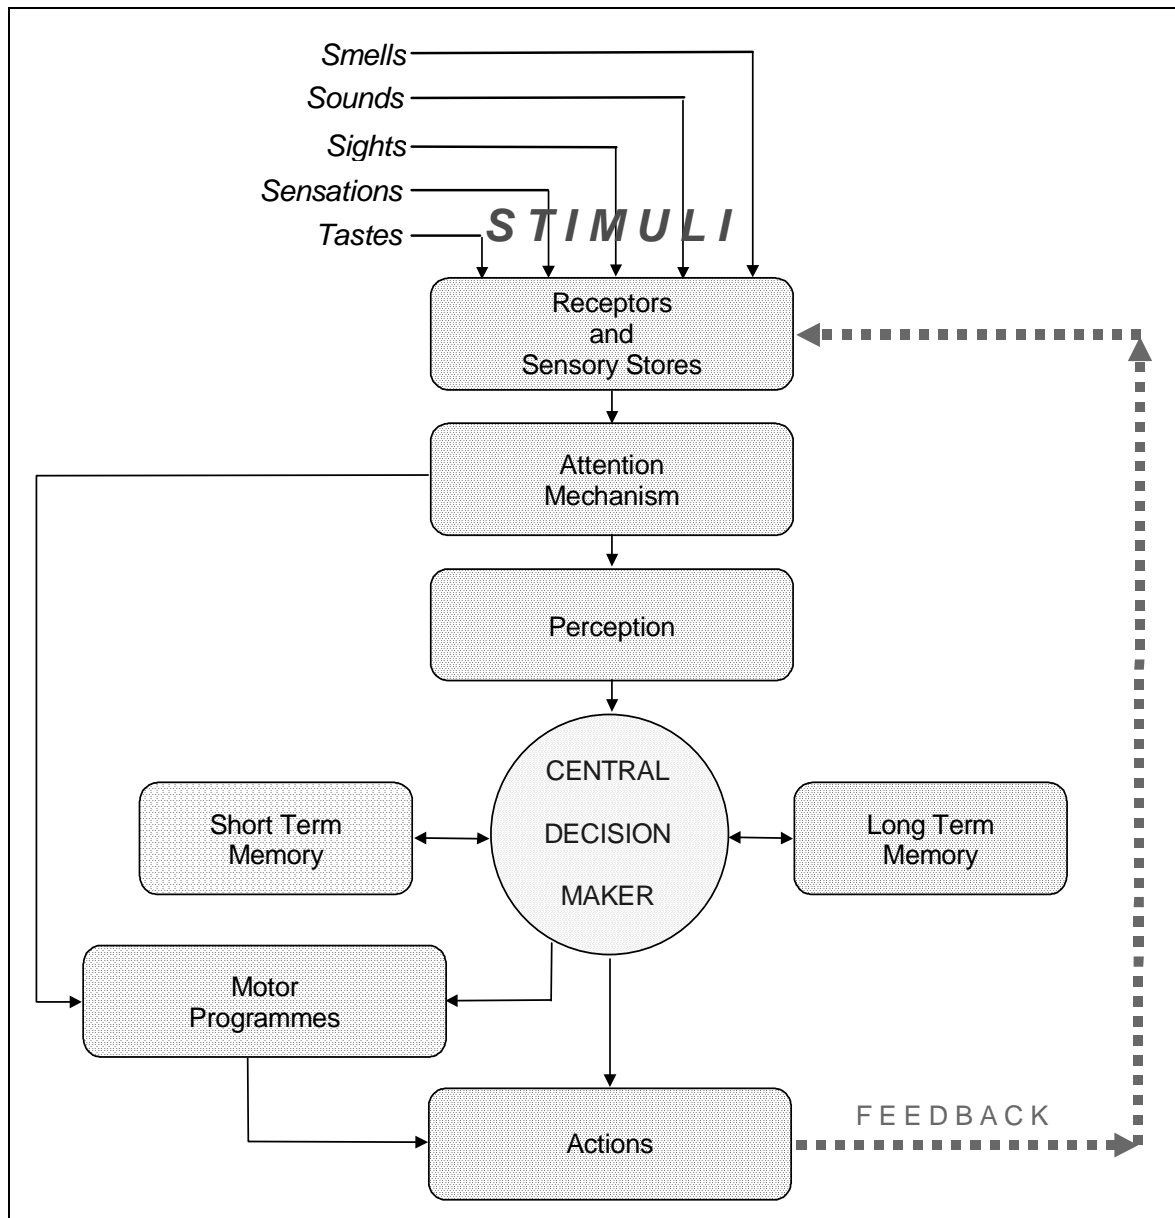 Smells
Sounds
Sights
Sensations
Tastes
STIMULI
Receptors
and
Sensory Stores
Attention
Mechanism
Perception
CENTRAL
DECISION
MAKER
Short Term
Memory
Long Term
Memory
Motor
Programmes
FEEDBACK
Actions